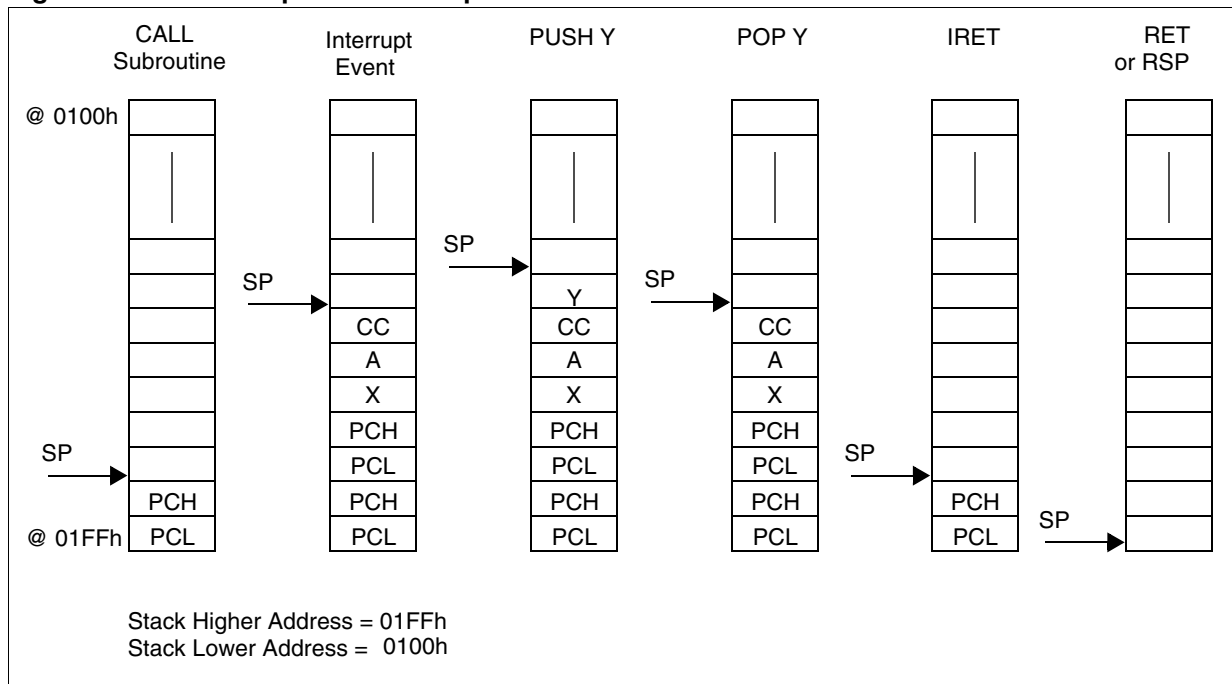 CALL
Subroutine
Interrupt
Event
PUSH Y
POP Y
IRET
RET
or RSP
@ 0100h
SP
SP
SP
Y
CC
CC
CC
A
A
A
X
X
X
PCH
PCH
PCH
SP
PCL
PCL
PCL
SP
PCH
PCH
PCH
PCH
PCH
SP
@ 01FFh
PCL
PCL
PCL
PCL
PCL
Stack Higher Address = 01FFh
Stack Lower Address = 0100h